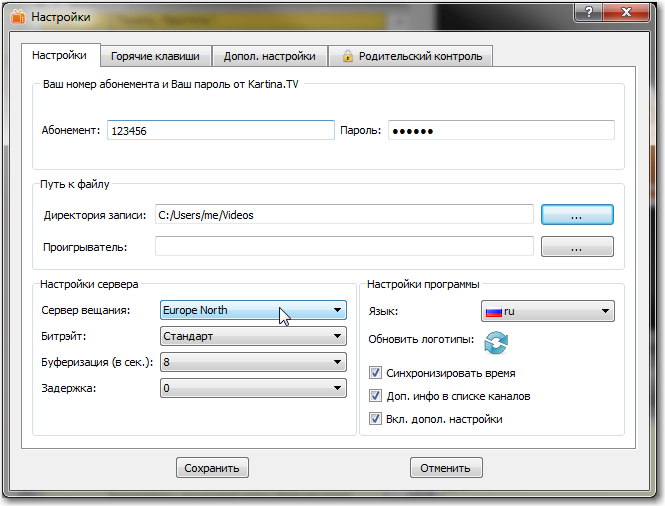 Настройки
Настройки Горячие клавиши Допол. настройки Родительский контроль
Ваш номер абонемента и Ваш пароль от Kartina.TV
Абонемент: 123456 Пароль: ●●●●●●
Путь к файлу
Директория записи: C:/Users/me/Videos ...
Проигрыватель: ...
Настройки сервера
Сервер вещания: Europe North
Битрэйт: Стандарт
Буферизация (в сек.): 8
Задержка: 0
Настройки программы
Язык: ru
Обновить логотипы:
Синхронизировать время
Доп. инфо в списке каналов
Вкл. допол. настройки
Сохранить Отменить